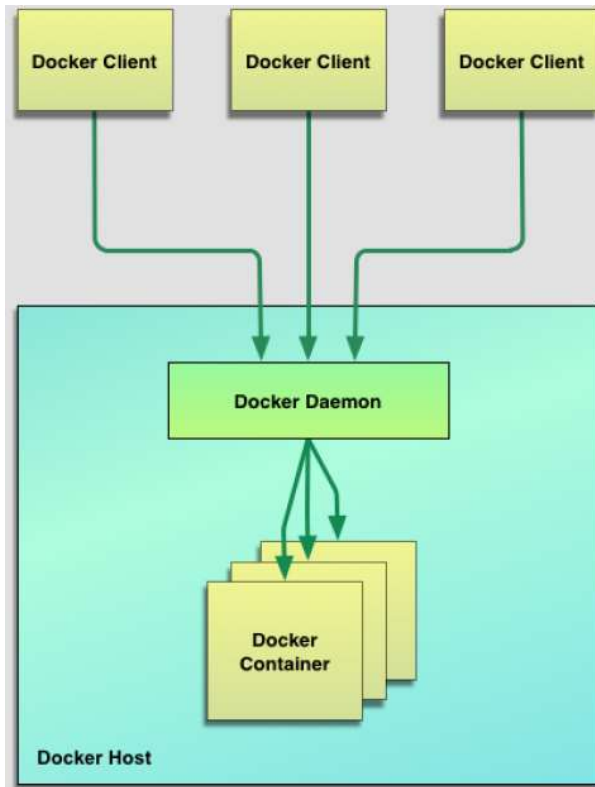 Docker Client
Docker Client
Docker Client
Docker Daemon
Docker
Container
Docker Host